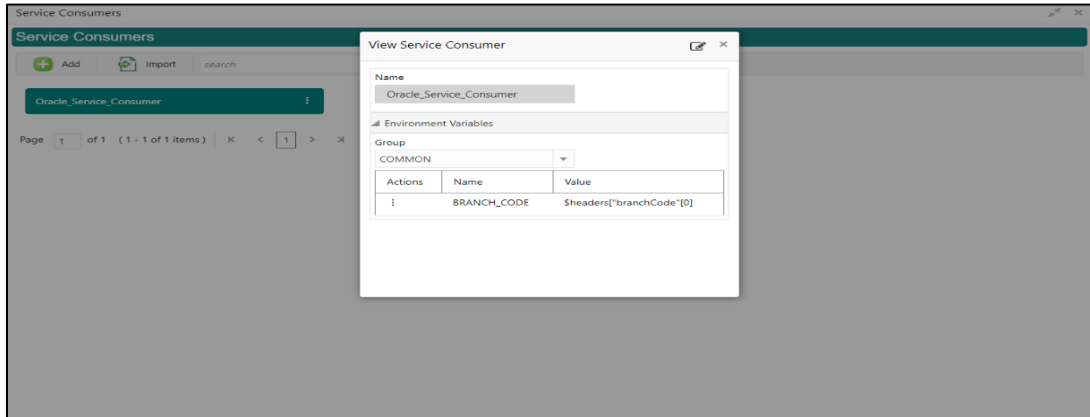 Service Consumers
Service Consumers
Add Import search
Oracle_Service_Consumer
Page 1 of 1 (1 - 1 of 1 items) K < 1 > >|
View Service Consumer
Name
Oracle_Service_Consumer
Environment Variables
Group
COMMON
Actions Name Value
BRANCH_CODE $headers["branchCode"[0]